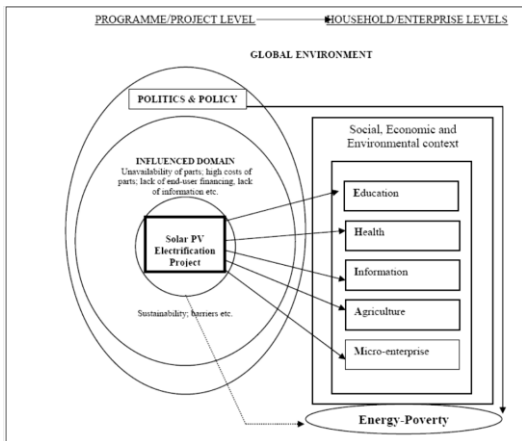 PROGRAMME/PROJECT LEVEL
HOUSEHOLD/ENTERPRISE LEVELS
GLOBAL ENVIRONMENT
POLITICS & POLICY
Social, Economic and
Environmental context
INFLUENCED DOMAIN
Unavailability of parts; high costs of
parts; lack of end-user financing, lack
of information etc.
Solar PV
Electrification
Project
Sustainability; barriers etc.
Education
Health
Information
Agriculture
Micro-enterprise
Energy-Poverty